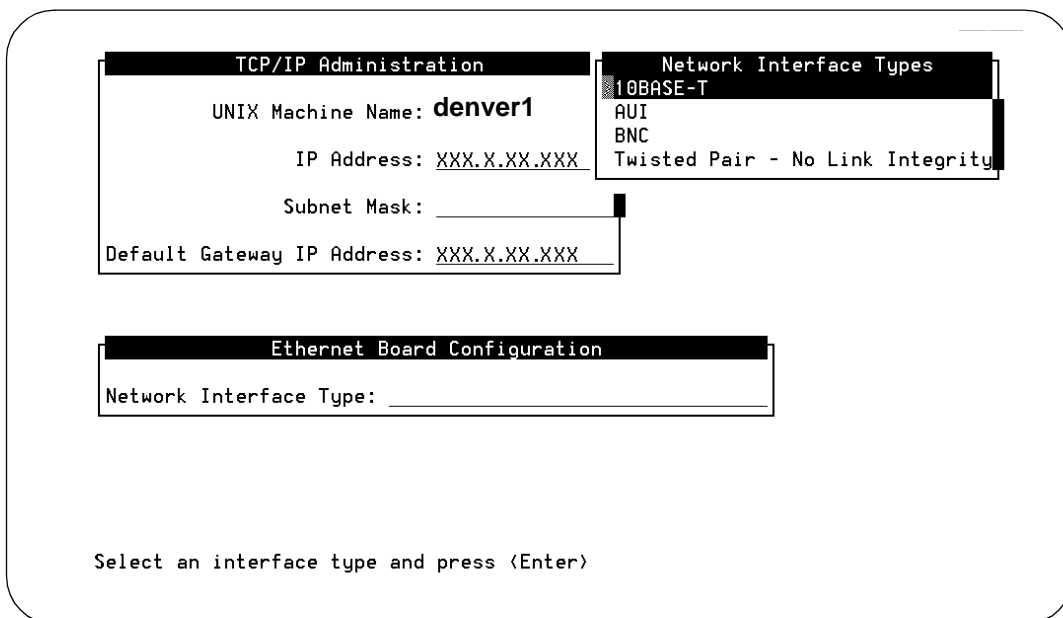 TCP/IP Administration
UNIX Machine Name: denver1
IP Address: XXX.X.XX.XXX
Subnet Mask:
Default Gateway IP Address: XXX.X.XX.XXX
Network Interface Types
10BASE-T
AUI
BNC
Twisted Pair - No Link Integrity
Ethernet Board Configuration
Network Interface Type:
Select an interface type and press <Enter>